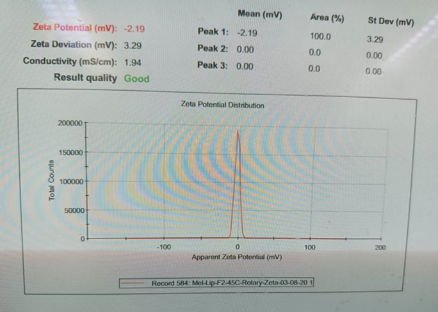 Mean (mV) Area (%) St Dev (mV)
Zeta Potential (mV): -2.19 Peak 1: -2.19 100.0 3.29
Zeta Deviation (mV): 3.29 Peak 2: 0.00 0.0 0.00
Conductivity (mS/cm): 1.94 Peak 3: 0.00 0.0 0.00
Result quality Good
Zeta Potential Distribution
Total Counts
200000
150000
100000
50000
0
-100 0 100 200
Apparent Zeta Potential (mV)
Record 584: Mel-Lip-F2-45C-Rotary-Zeta-03-08-20 1